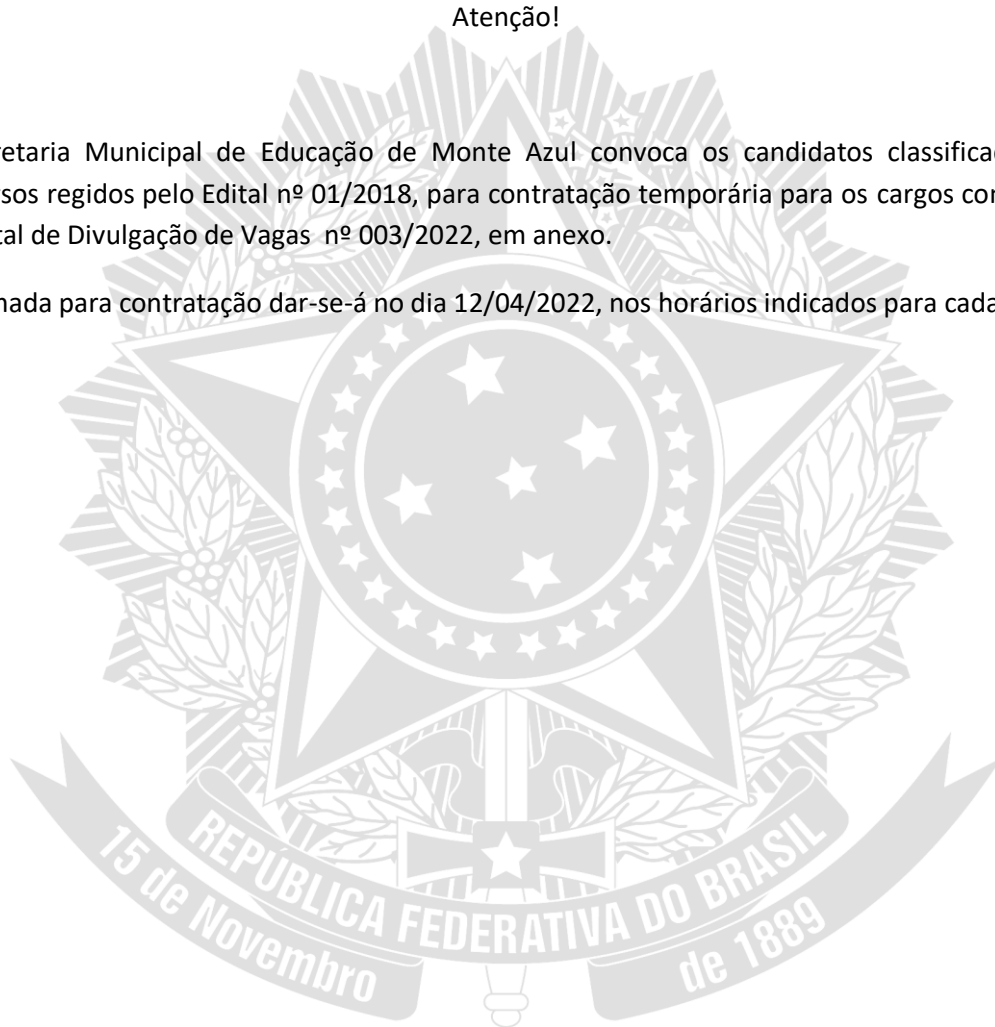 Atenção!
retaria Municipal de Educação de Monte Azul convoca os candidatos classifica
rsos regidos pelo Edital nº 01/2018, para contratação temporária para os cargos con
tal de Divulgação de Vagas nº 003/2022, em anexo.
mada para contratação dar-se-á no dia 12/04/2022, nos horários indicados para cada
REPÚBLICA FEDERATIVA DO BRASIL
15 de Novembro de 1889